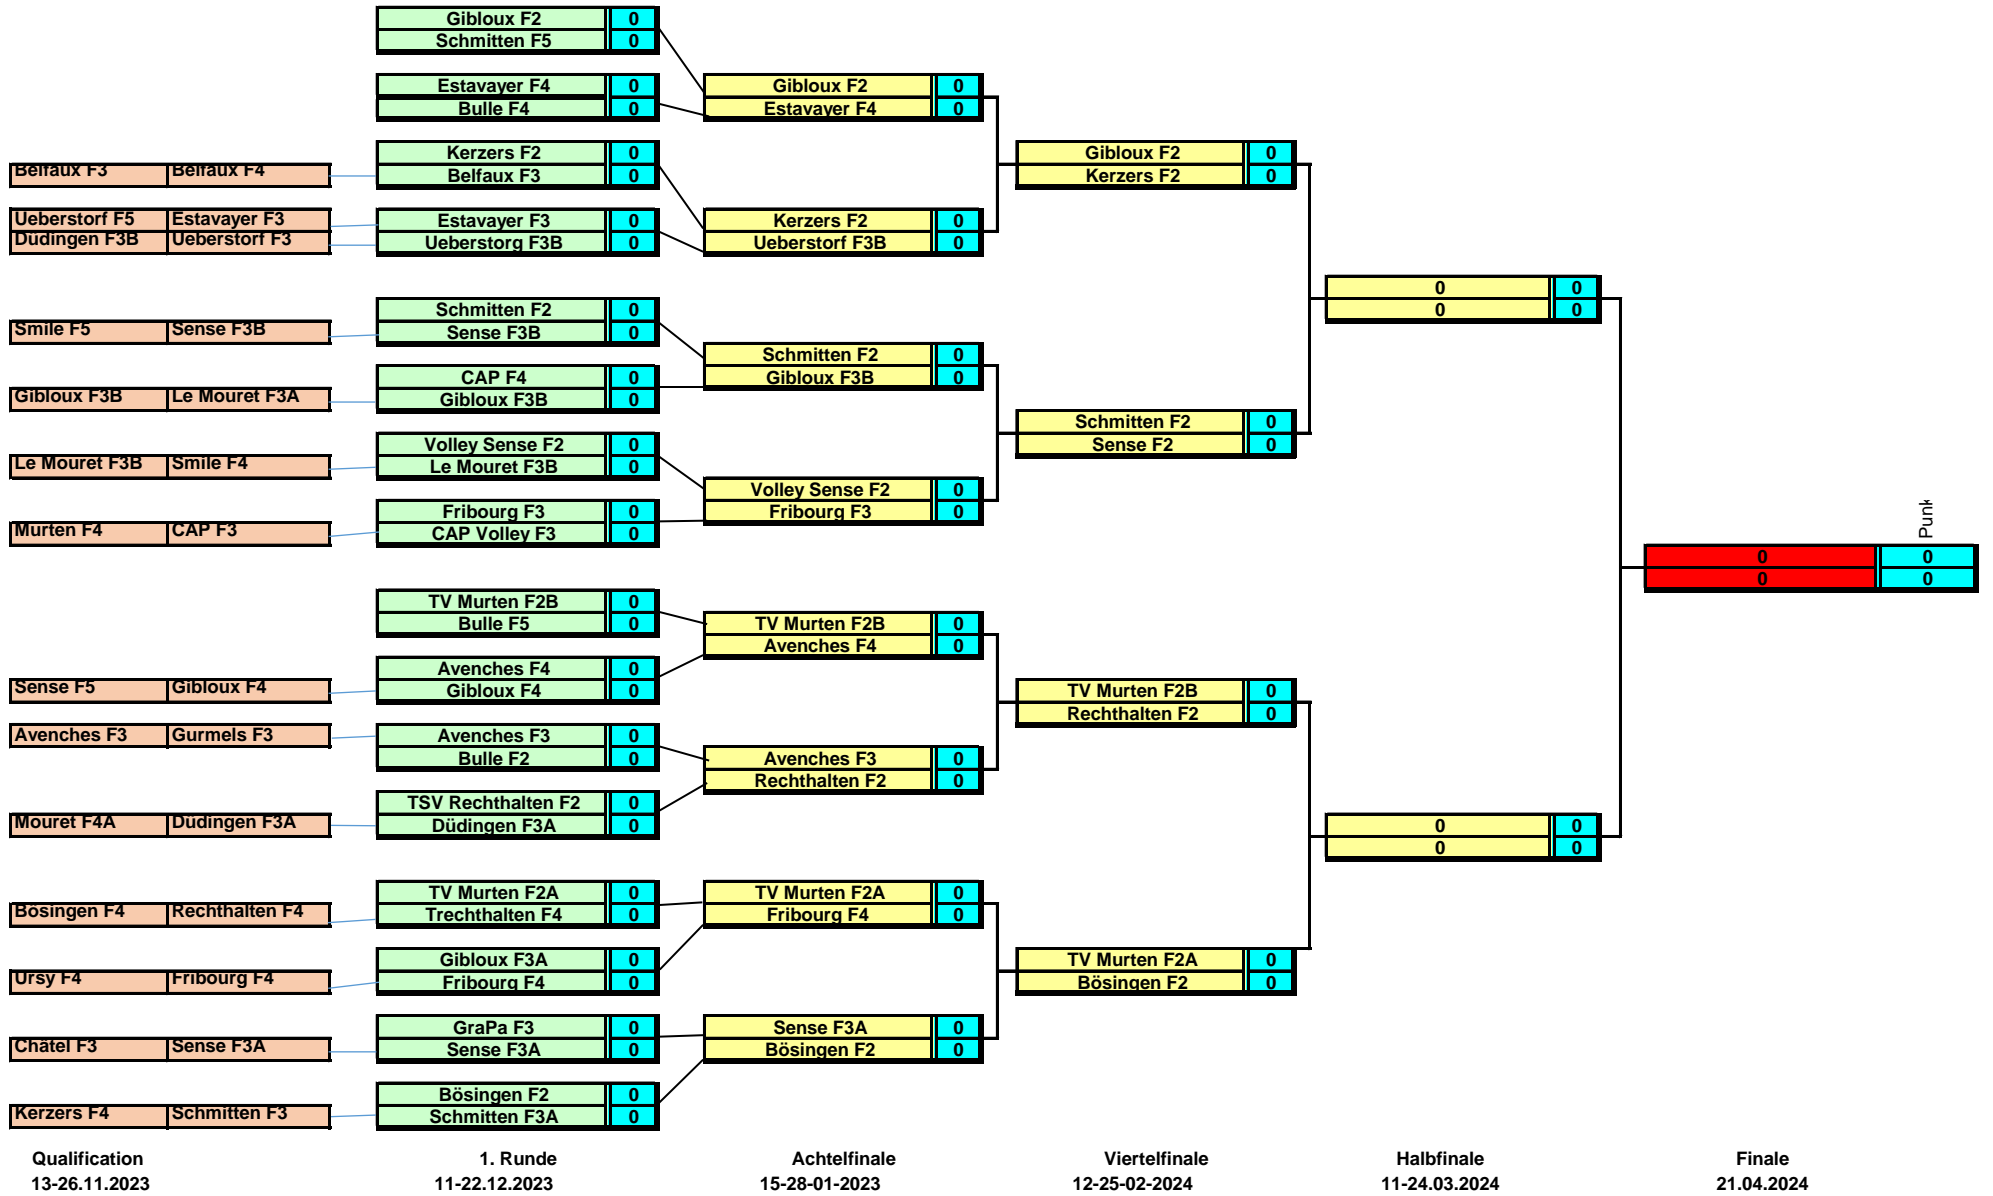 Gibloux F2 0
Schmitten F5 0
Estavayer F4 0
Bulle F4 0
Kerzers F2 0
Belfaux F3 0
Estavayer F3 0
Ueberstorg F3B 0
Schmitten F2 0
Sense F3B 0
CAP F4 0
Gibloux F3B 0
Volley Sense F2 0
Le Mouret F3B 0
Fribourg F3 0
CAP Volley F3 0
TV Murten F2B 0
Bulle F5 0
Avenches F4 0
Gibloux F4 0
Avenches F3 0
Bulle F2 0
TSV Rechthalten F2 0
Düdingen F3A 0
TV Murten F2A 0
Trechthalten F4 0
Gibloux F3A 0
Fribourg F4 0
GraPa F3 0
Sense F3A 0
Bösingen F2 0
Schmitten F3A 0
Belfaux F3 Belfaux F4
Ueberstorf F5 Estavayer F3
Düdingen F3B Ueberstorf F3
Smile F5 Sense F3B
Gibloux F3B Le Mouret F3A
Le Mouret F3B Smile F4
Murten F4 CAP F3
Sense F5 Gibloux F4
Avenches F3 Gurmels F3
Mouret F4A Düdingen F3A
Bösingen F4 Rechthalten F4
Ursy F4 Fribourg F4
Châtel F3 Sense F3A
Kerzers F4 Schmitten F3
Gibloux F2 0
Estavayer F4 0
Kerzers F2 0
Ueberstorf F3B 0
Schmitten F2 0
Gibloux F3B 0
Volley Sense F2 0
Fribourg F3 0
TV Murten F2B 0
Avenches F4 0
Avenches F3 0
Rechthalten F2 0
TV Murten F2A 0
Fribourg F4 0
Sense F3A 0
Bösingen F2 0
Gibloux F2 0
Kerzers F2 0
Schmitten F2 0
Sense F2 0
TV Murten F2B 0
Rechthalten F2 0
TV Murten F2A 0
Bösingen F2 0
0 0
0 0
0 0
0 0
Punk
0 0
0 0
Qualification 1. Runde Achtelfinale Viertelfinale Halbfinale Finale
13-26.11.2023 11-22.12.2023 15-28-01-2023 12-25-02-2024 11-24.03.2024 21.04.2024